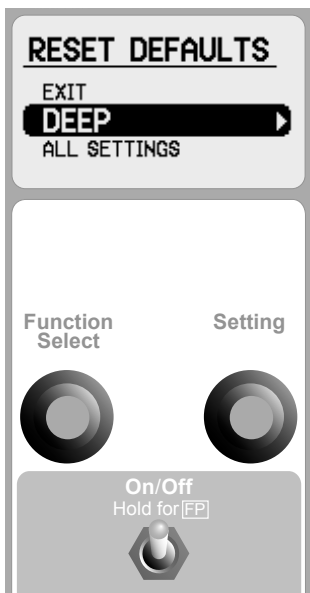 RESET DEFAULTS
EXIT
DEEP
ALL SETTINGS
Function
Select
Setting
On/Off
Hold for FP